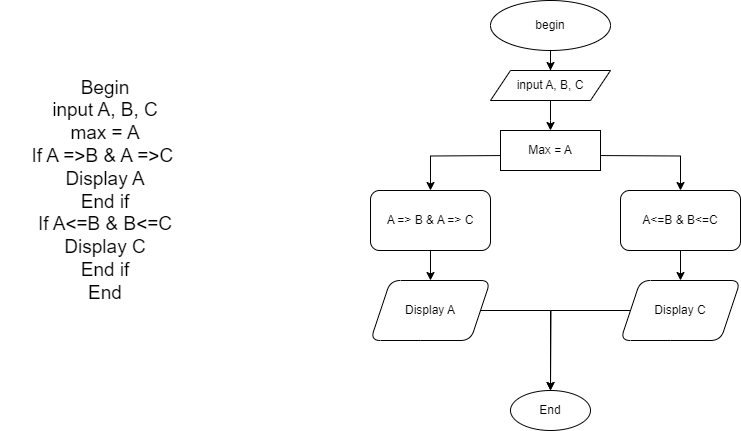 Begin
input A, B, C
max = A
If A =>B & A =>C
Display A
End if
If A<=B & B<=C
Display C
End if
End
begin
input A, B, C
Max = A
A => B & A => C
A<=B & B<=C
Display A
Display C
End